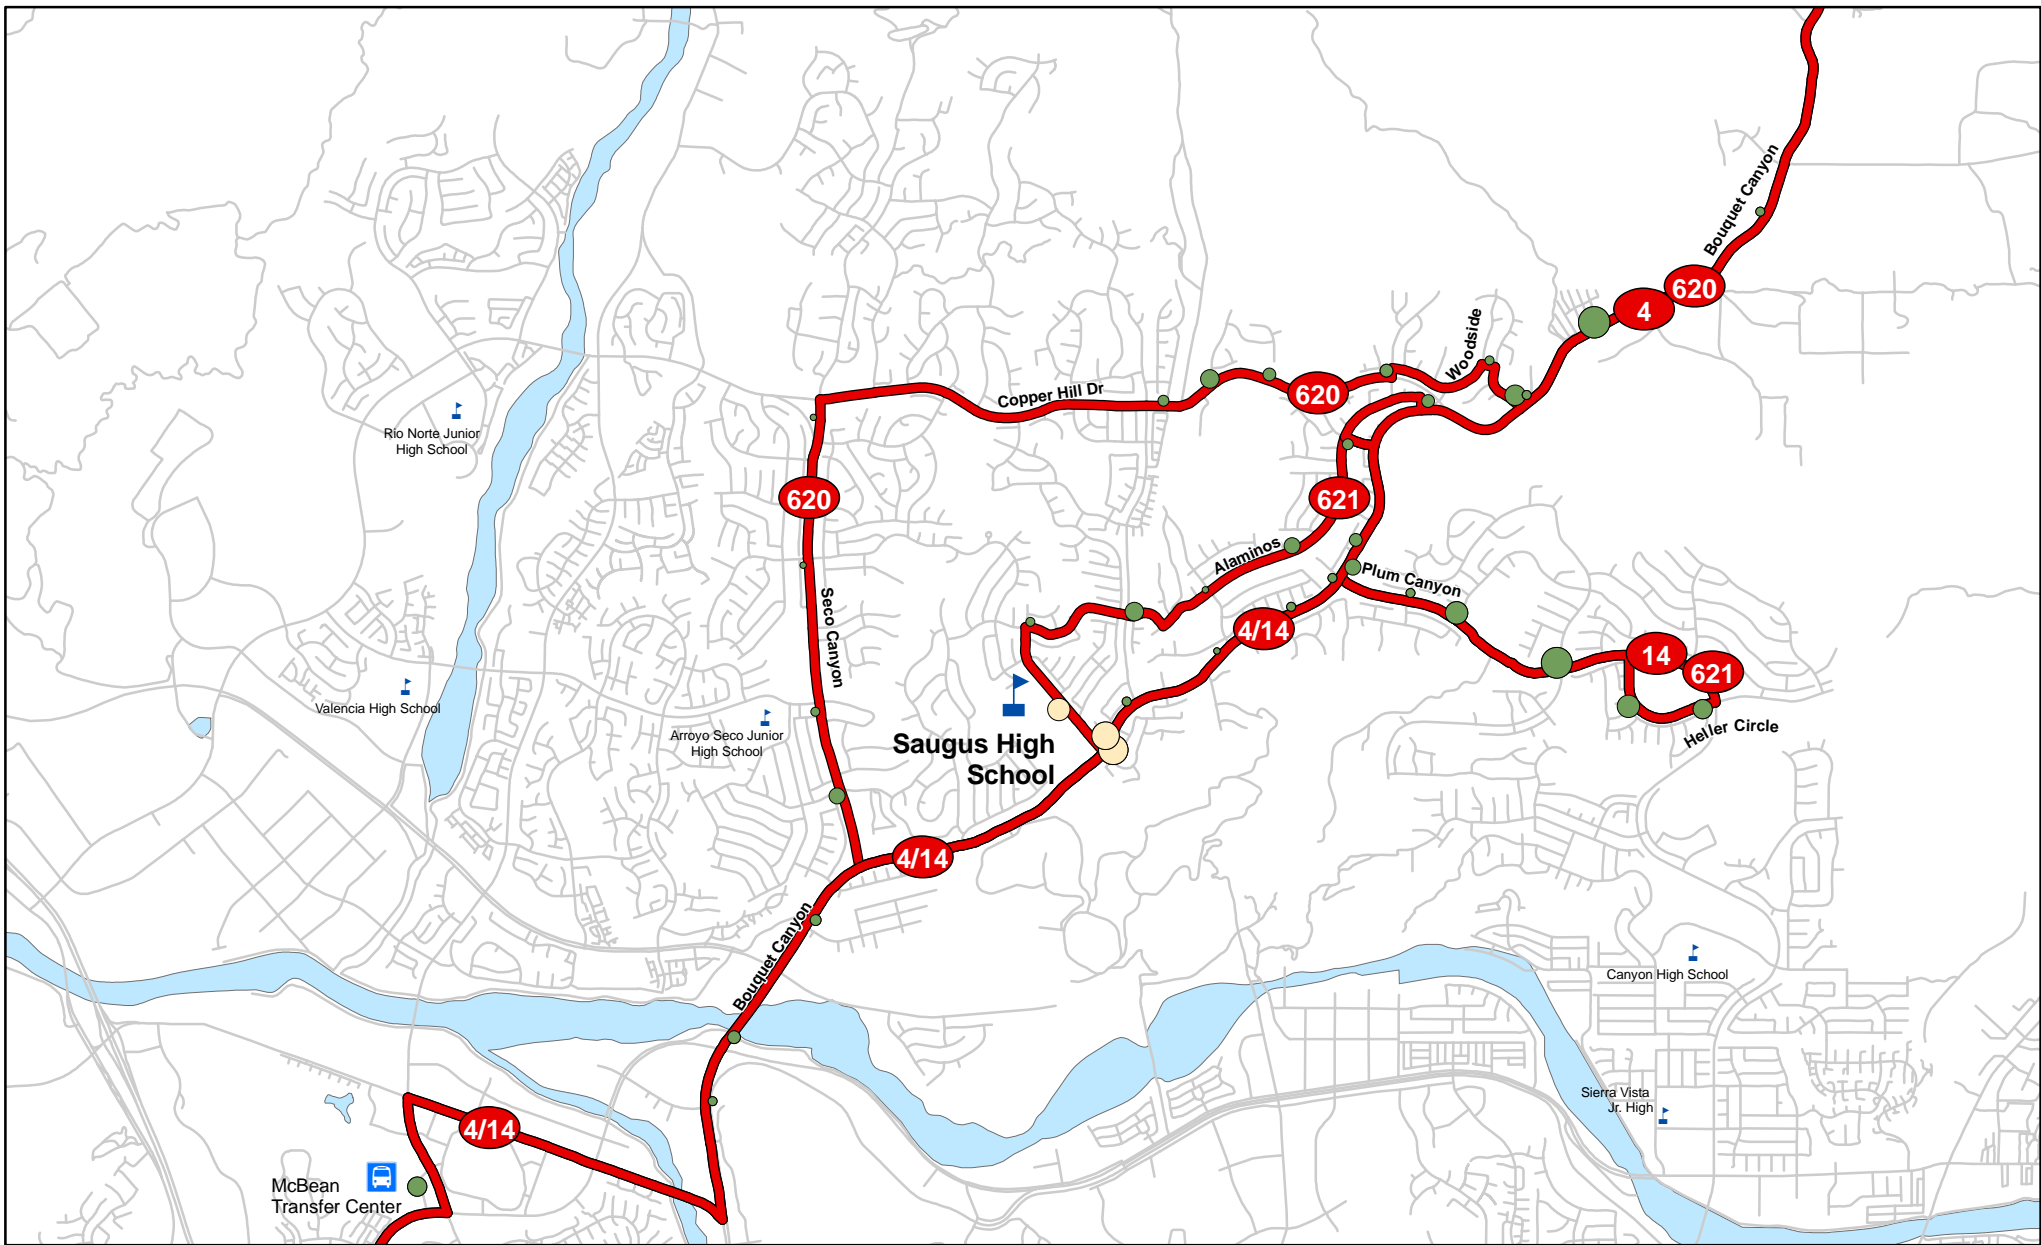 Bouquet Canyon
620
4
Woodside
620
Copper Hill Dr
Rio Norte Junior
High School
620
621
Alaminos
Plum Canyon
Seco Canyon
4/14
14
621
Heller Circle
Valencia High School
Arroyo Seco Junior
High School
Saugus High
School
4/14
Bouquet Canyon
Canyon High School
Sierra Vista
Jr. High
4/14
McBean
Transfer Center